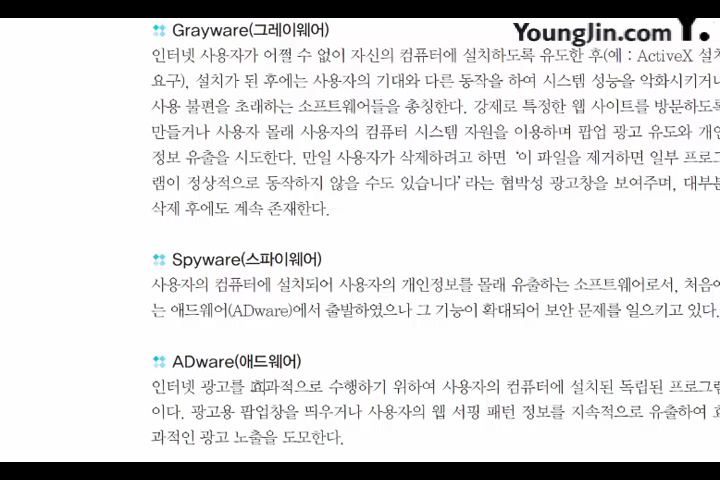 Grayware(그레이웨어)
YoungJin.com Y.
인터넷 사용자가 어쩔 수 없이 자신의 컴퓨터에 설치하도록 유도한 후(예 : ActiveX 설치
요구), 설치가 된 후에는 사용자의 기대와 다른 동작을 하여 시스템 성능을 악화시키거나
사용 불편을 초래하는 소프트웨어들을 총칭한다. 강제로 특정한 웹 사이트를 방문하도록
만들거나 사용자 몰래 사용자의 컴퓨터 시스템 자원을 이용하며 팝업 광고 유도와 개인
정보 유출을 시도한다. 만일 사용자가 삭제하려고 하면 '이 파일을 제거하면 일부 프로그
램이 정상적으로 동작하지 않을 수도 있습니다' 라는 협박성 광고창을 보여주며, 대부분
삭제 후에도 계속 존재한다.
Spyware(스파이웨어)
사용자의 컴퓨터에 설치되어 사용자의 개인정보를 몰래 유출하는 소프트웨어로서, 처음에
는 애드웨어(ADware)에서 출발하였으나 그 기능이 확대되어 보안 문제를 일으키고 있다.
ADware(애드웨어)
인터넷 광고를 효과적으로 수행하기 위하여 사용자의 컴퓨터에 설치된 독립된 프로그램
이다. 광고용 팝업창을 띄우거나 사용자의 웹 서핑 패턴 정보를 지속적으로 유출하여 효
과적인 광고 노출을 도모한다.